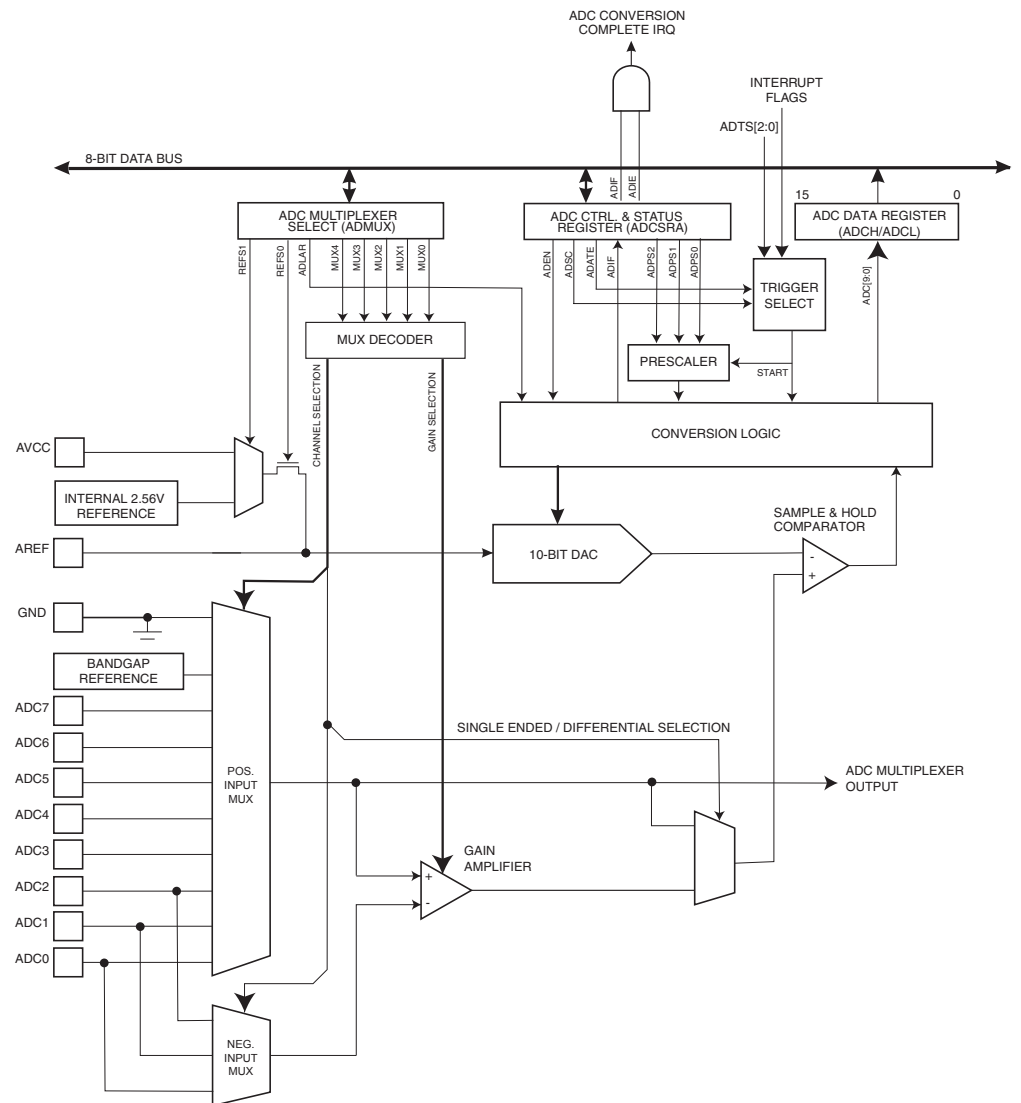 ADC CONVERSION
COMPLETE IRQ
INTERRUPT
FLAGS
ADTS[2:0]
8-BIT DATA BUS
ADIF
ADIE
15
0
ADC MULTIPLEXER
SELECT (ADMUX)
ADC CTRL. & STATUS
REGISTER (ADCSRA)
ADC DATA REGISTER
(ADCH/ADCL)
REFS1
REFS0
ADLAR
MUX4
MUX3
MUX2
MUX1
MUX0
ADEN
ADSC
ADATE
ADIF
ADPS2
ADPS1
ADPS0
ADC[9:0]
TRIGGER
SELECT
MUX DECODER
PRESCALER
START
CHANNEL SELECTION
GAIN SELECTION
CONVERSION LOGIC
AVCC
INTERNAL 2.56V
REFERENCE
SAMPLE & HOLD
COMPARATOR
AREF
10-BIT DAC
-
+
GND
BANDGAP
REFERENCE
ADC7
SINGLE ENDED / DIFFERENTIAL SELECTION
ADC6
ADC5
POS.
INPUT
MUX
ADC MULTIPLEXER
OUTPUT
ADC4
ADC3
GAIN
AMPLIFIER
+
-
ADC2
ADC1
ADC0
NEG.
INPUT
MUX